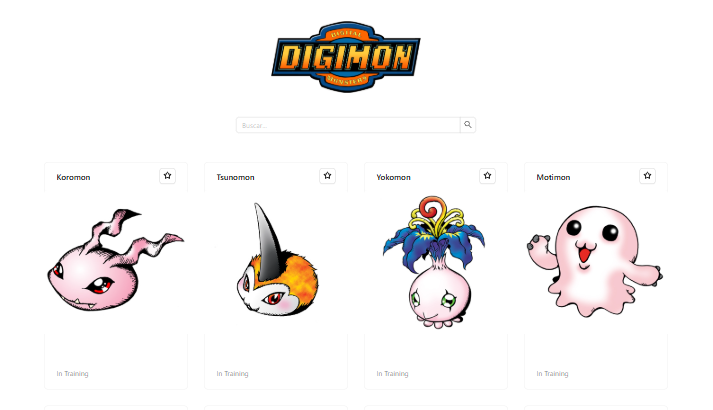 DIGITAL
DIGIMON
MONSTERS
Buscar...
Koromon
Tsunomon
Yokomon
Motimon
In Training
In Training
In Training
In Training